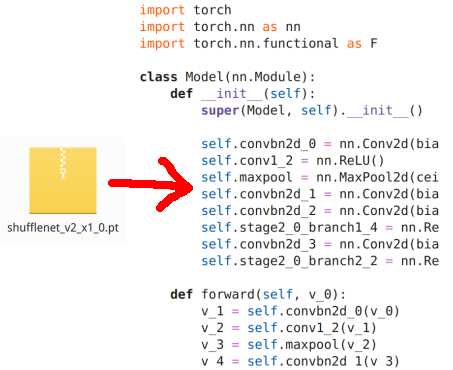 import torch
import torch.nn as nn
import torch.nn.functional as F
class Model(nn.Module):
def __init__(self):
super(Model, self).__init__()
self.convbn2d_0 = nn.Conv2d(bia
self.conv1_2 = nn.ReLU()
self.maxpool = nn.MaxPool2d(cei
self.convbn2d_1 = nn.Conv2d(bia
self.convbn2d_2 = nn.Conv2d(bia
self.stage2_0_branch1_4 = nn.Re
self.convbn2d_3 = nn.Conv2d(bia
self.stage2_0_branch2_2 = nn.Re
def forward(self, v_0):
v_1 = self.convbn2d_0(v_0)
v_2 = self.conv1_2(v_1)
v_3 = self.maxpool(v_2)
v_4 = self.convbn2d_1(v_3)
shufflenet_v2_x1_0.pt